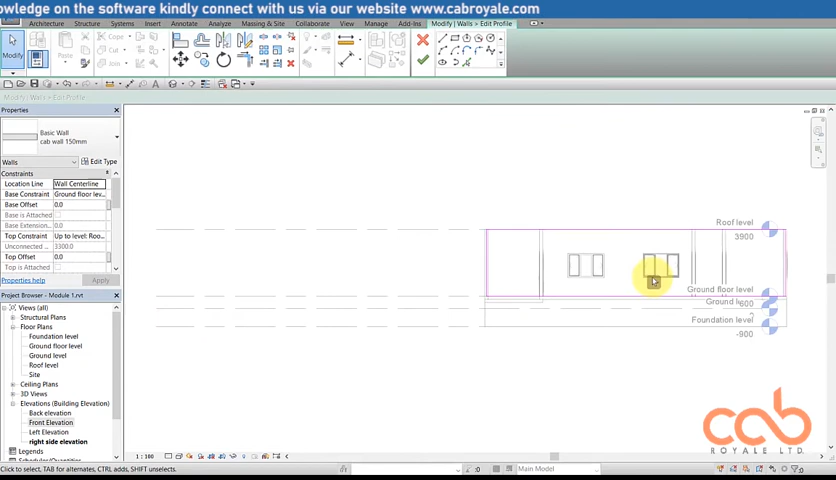 owledge on the software kindly connect with us via our website www.cabroyale.com
Architecture Structure Systems Insert Annotate Analyze Massing & Site Collaborate View Manage Add-Ins Modify | Walls > Edit Profile
Modify
Paste
Cope
Cut
Join
Modify | Walls > Edit Profile
Properties
Basic Wall
cab wall 150mm
Walls
Edit Type
Constraints
Location Line Wall Centerline
Base Constraint Ground floor lev...
Base Offset 0.0
Base is Attached
Base Extension... 0.0
Top Constraint Up to level: Roo...
Unconnected ... 3300.0
Top Offset 0.0
Top is Attached
Properties help
Apply
Project Browser - Module 1.rvt
Views (all)
Structural Plans
Floor Plans
Foundation level
Ground floor level
Ground level
Roof level
Site
Ceiling Plans
3D Views
Elevations (Building Elevation)
Back elevation
Front Elevation
Left Elevation
right side elevation
Legends
Schedules/Quantities
Roof level
3900
Ground floor level
600
Ground l
Foundation level
-900
1 : 100
Click to select, TAB for alternates, CTRL adds, SHIFT unselects.
:0
Main Model
:0
cab
ROYALE LTD.